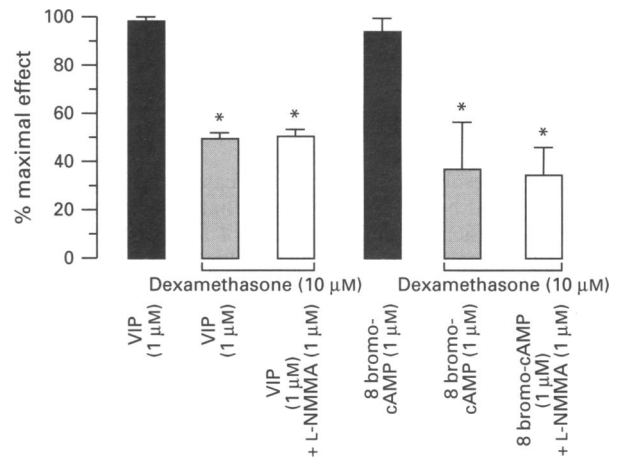 % maximal effect
100
80
60
40
20
0
*
*
*
*
Dexamethasone (10 μM)
Dexamethasone (10 μM)
VIP
(1 μM)
VIP
(1 μM)
VIP
(1 μM)
+ L-NMMA (1 μM)
8 bromo-
cAMP (1 μM)
8 bromo-
cAMP (1 μM)
8 bromo-cAMP
(1 μM)
+ L-NMMA (1 μM)